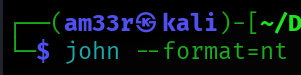 ┌──(am33r㉿kali)-[~/D
└─$ john --format=nt